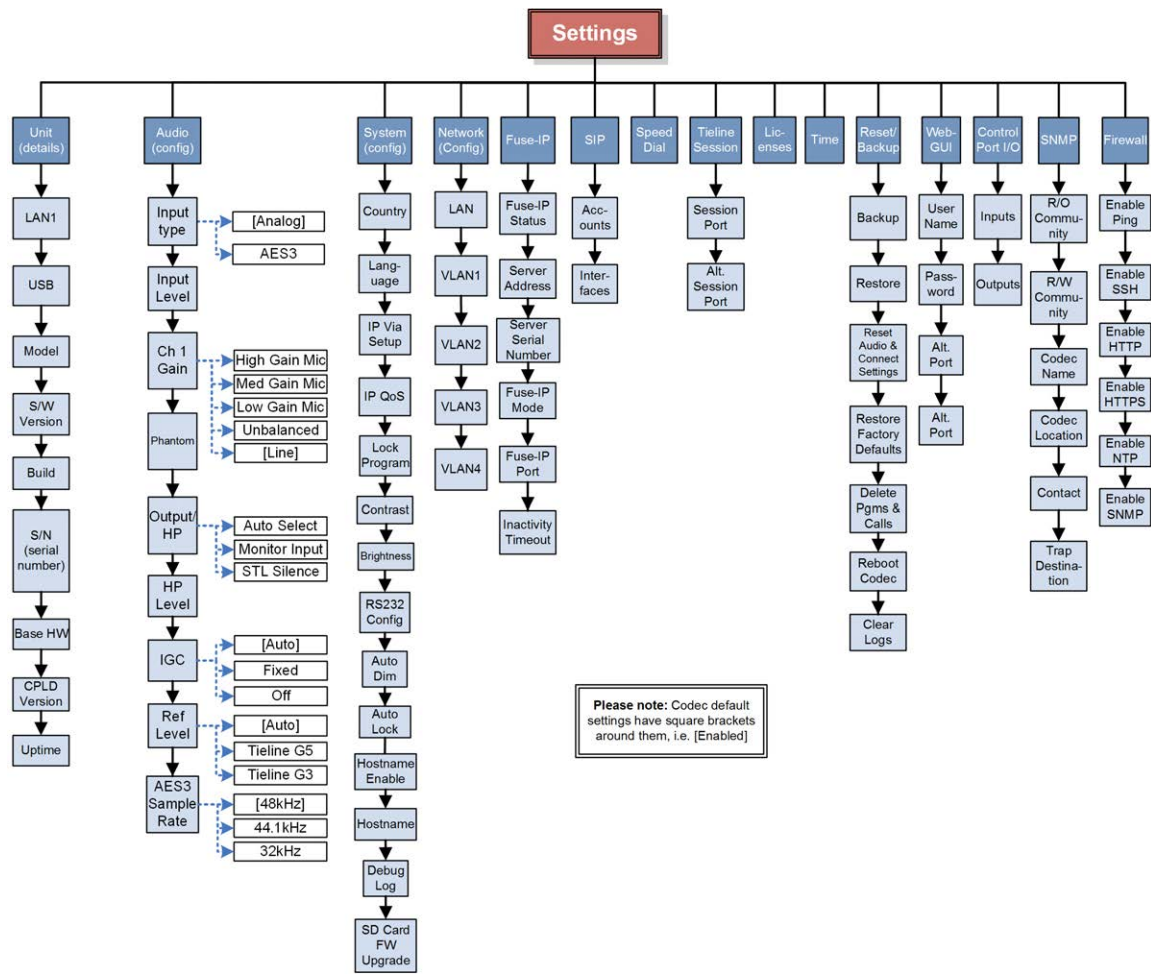 Settings
Unit
(details)
LAN1
USB
Model
S/W
Version
Build
S/N
(serial
number)
Base HW
CPLD
Version
Uptime
Audio
(config)
Input
type
[Analog]
AES3
Input
Level
Ch 1
Gain
High Gain Mic
Med Gain Mic
Low Gain Mic
Unbalanced
[Line]
Phantom
Output/
HP
Auto Select
Monitor Input
STL Silence
HP
Level
IGC
[Auto]
Fixed
Off
Ref
Level
[Auto]
Tieline G5
Tieline G3
AES3
Sample
Rate
[48kHz]
44.1kHz
32kHz
System
(config)
Country
Lang-
uage
IP Via
Setup
IP QoS
Lock
Program
Contrast
Brightness
RS232
Config
Auto
Dim
Auto
Lock
Hostname
Enable
Hostname
Debug
Log
SD Card
FW
Upgrade
Network
(Config)
LAN
VLAN1
VLAN2
VLAN3
VLAN4
Fuse-IP
Fuse-IP
Status
Server
Address
Server
Serial
Number
Fuse-IP
Mode
Fuse-IP
Port
Inactivity
Timeout
SIP
Acc-
ounts
Inter-
faces
Speed
Dial
Tieline
Session
Session
Port
Alt.
Session
Port
Lic-
enses
Time
Reset/
Backup
Backup
Restore
Reset
Audio &
Connect
Settings
Restore
Factory
Defaults
Delete
Pgms &
Calls
Reboot
Codec
Clear
Logs
Web-
GUI
User
Name
Pass-
word
Alt.
Port
Alt.
Port
Control
Port I/O
Inputs
Outputs
SNMP
R/O
Comm-
unity
R/W
Comm-
unity
Codec
Name
Codec
Location
Contact
Trap
Destina-
tion
Firewall
Enable
Ping
Enable
SSH
Enable
HTTP
Enable
HTTPS
Enable
NTP
Enable
SNMP
Please note: Codec default
settings have square brackets
around them, i.e. [Enabled]